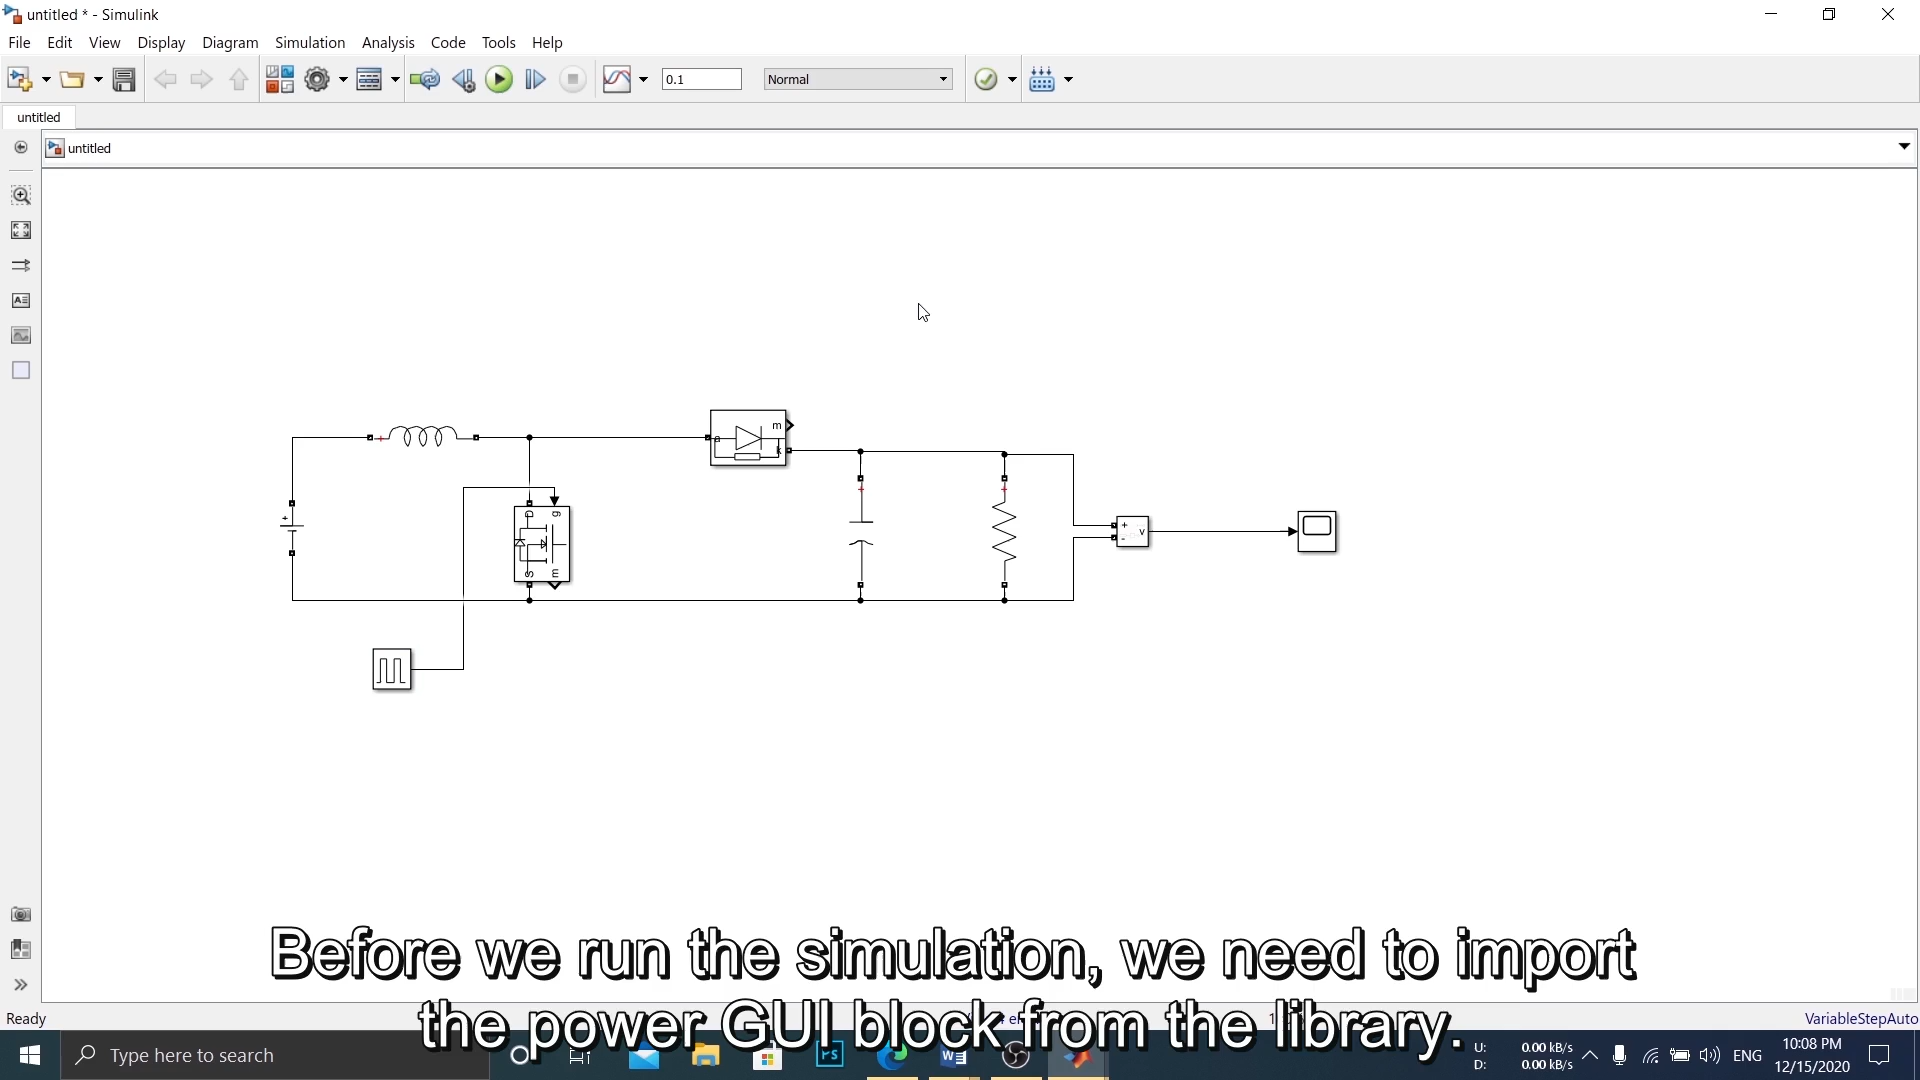 untitled * - Simulink
File Edit View Display Diagram Simulation Analysis Code Tools Help
0.1 Normal
untitled
untitled
m
a
k
+
+
D g
S m
+
+
+
-
v
Before we run the simulation, we need to import
the power GUI block from the library.
Ready
VariableStepAuto
Type here to search
PS
W
U: 0.00 kB/s
D: 0.00 kB/s
ENG
10:08 PM
12/15/2020